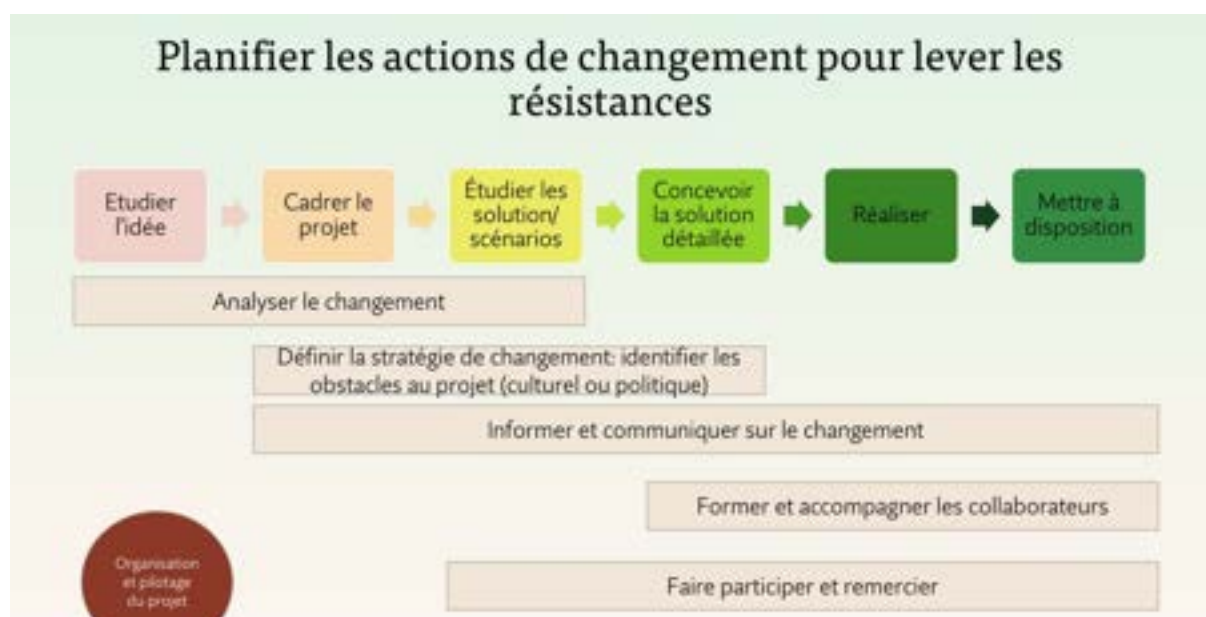 Planifier les actions de changement pour lever les
résistances
Etudier
l'idée
Cadrer le
projet
Étudier les
solution/
scénarios
Concevoir
la solution
détaillée
Réaliser
Mettre à
disposition
Analyser le changement
Définir la stratégie de changement: identifier les
obstacles au projet (culturel ou politique)
Informer et communiquer sur le changement
Former et accompagner les collaborateurs
Organisation
et pilotage
du projet
Faire participer et remercier